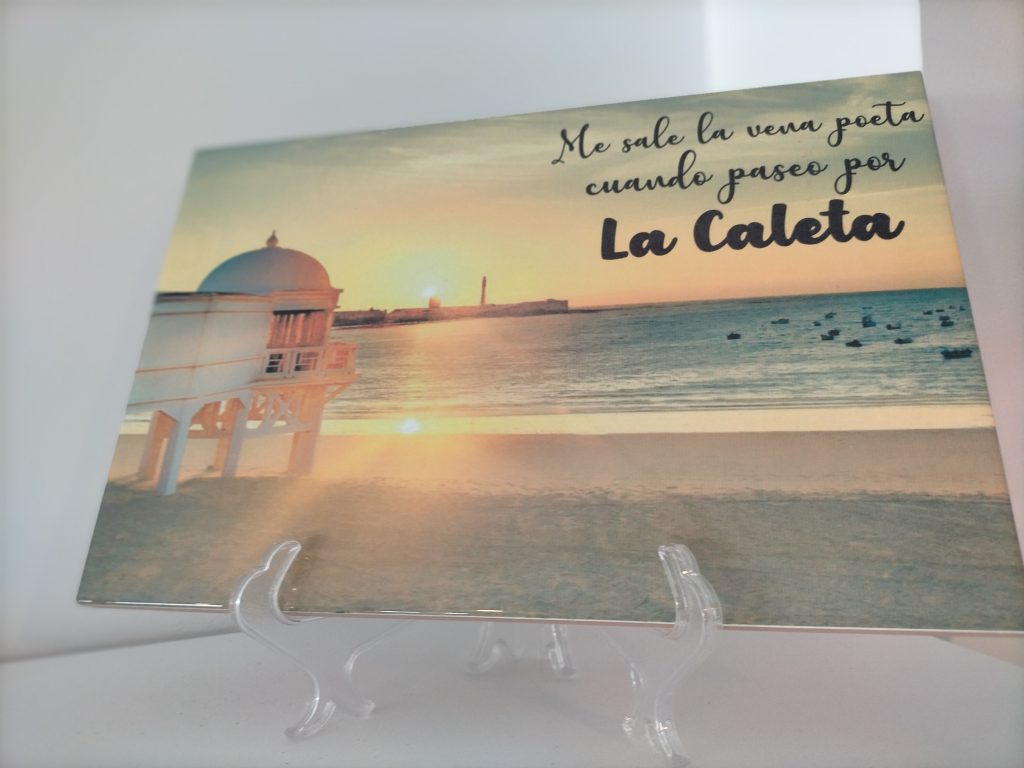 Me sale la vena poeta
cuando paseo por
La Caleta